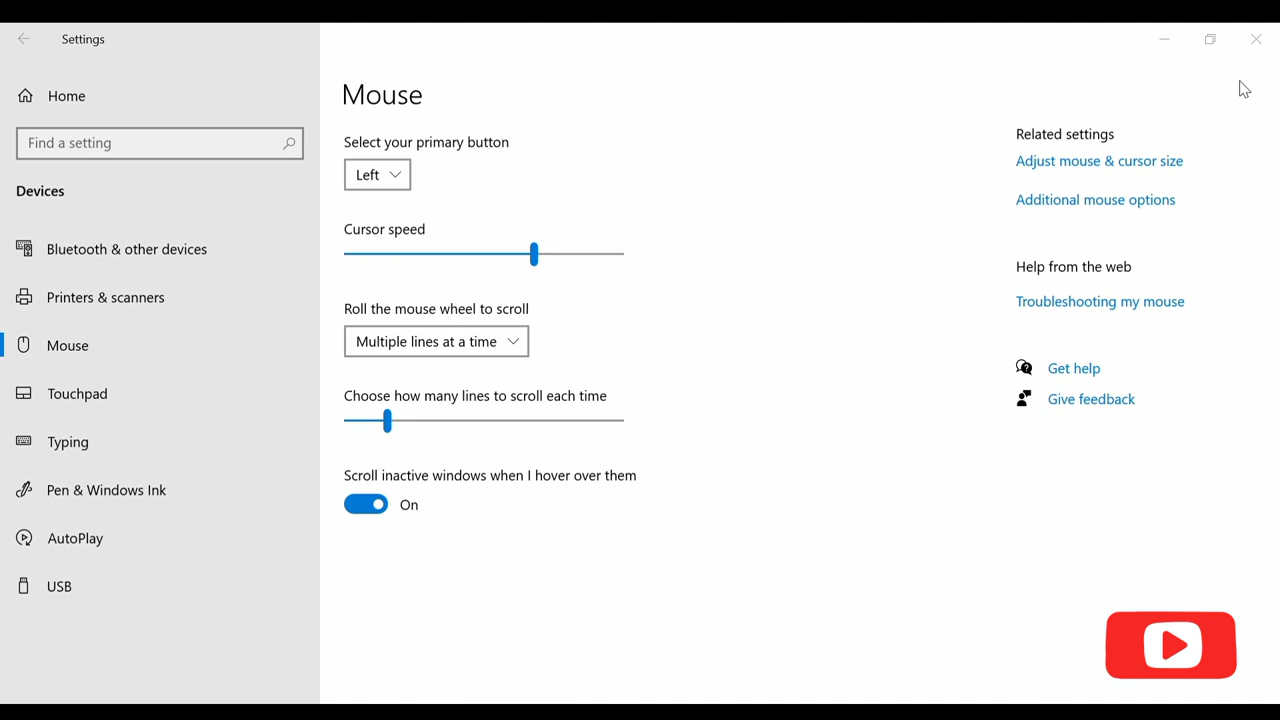 Settings
Home
Find a setting
Devices
Bluetooth & other devices
Printers & scanners
Mouse
Touchpad
Typing
Pen & Windows Ink
AutoPlay
USB
Mouse
Select your primary button
Left
Cursor speed
Roll the mouse wheel to scroll
Multiple lines at a time
Choose how many lines to scroll each time
Scroll inactive windows when I hover over them
On
Related settings
Adjust mouse & cursor size
Additional mouse options
Help from the web
Troubleshooting my mouse
Get help
Give feedback